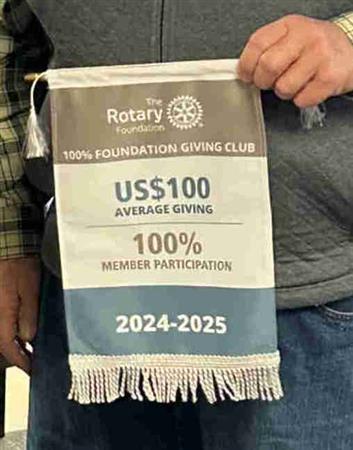 The
Rotary
Foundation
100% FOUNDATION GIVING CLUB
US$100
AVERAGE GIVING
100%
MEMBER PARTICIPATION
2024-2025